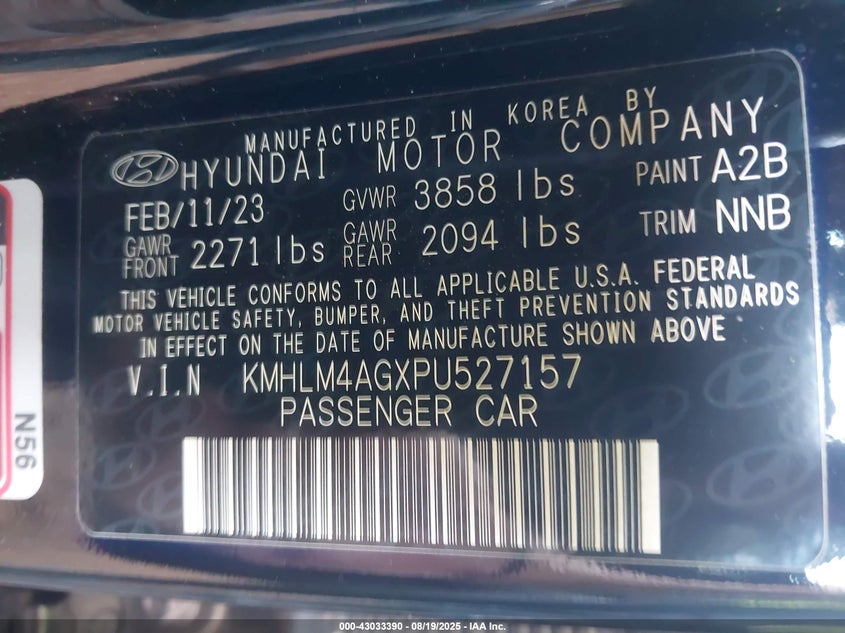 MANUFACTURED IN KOREA BY
HYUNDAI MOTOR COMPANY
FEB/11/23 GVWR 3858 lbs PAINT A2B
GAWR FRONT 2271 lbs GAWR REAR 2094 lbs TRIM NNB
THIS VEHICLE CONFORMS TO ALL APPLICABLE U.S.A. FEDERAL
MOTOR VEHICLE SAFETY, BUMPER, AND THEFT PREVENTION STANDARDS
IN EFFECT ON THE DATE OF MANUFACTURE SHOWN ABOVE
V.I.N KMHLM4AGXPU527157
PASSENGER CAR
N56
000-43033390 - 08/19/2025 - IAA Inc.